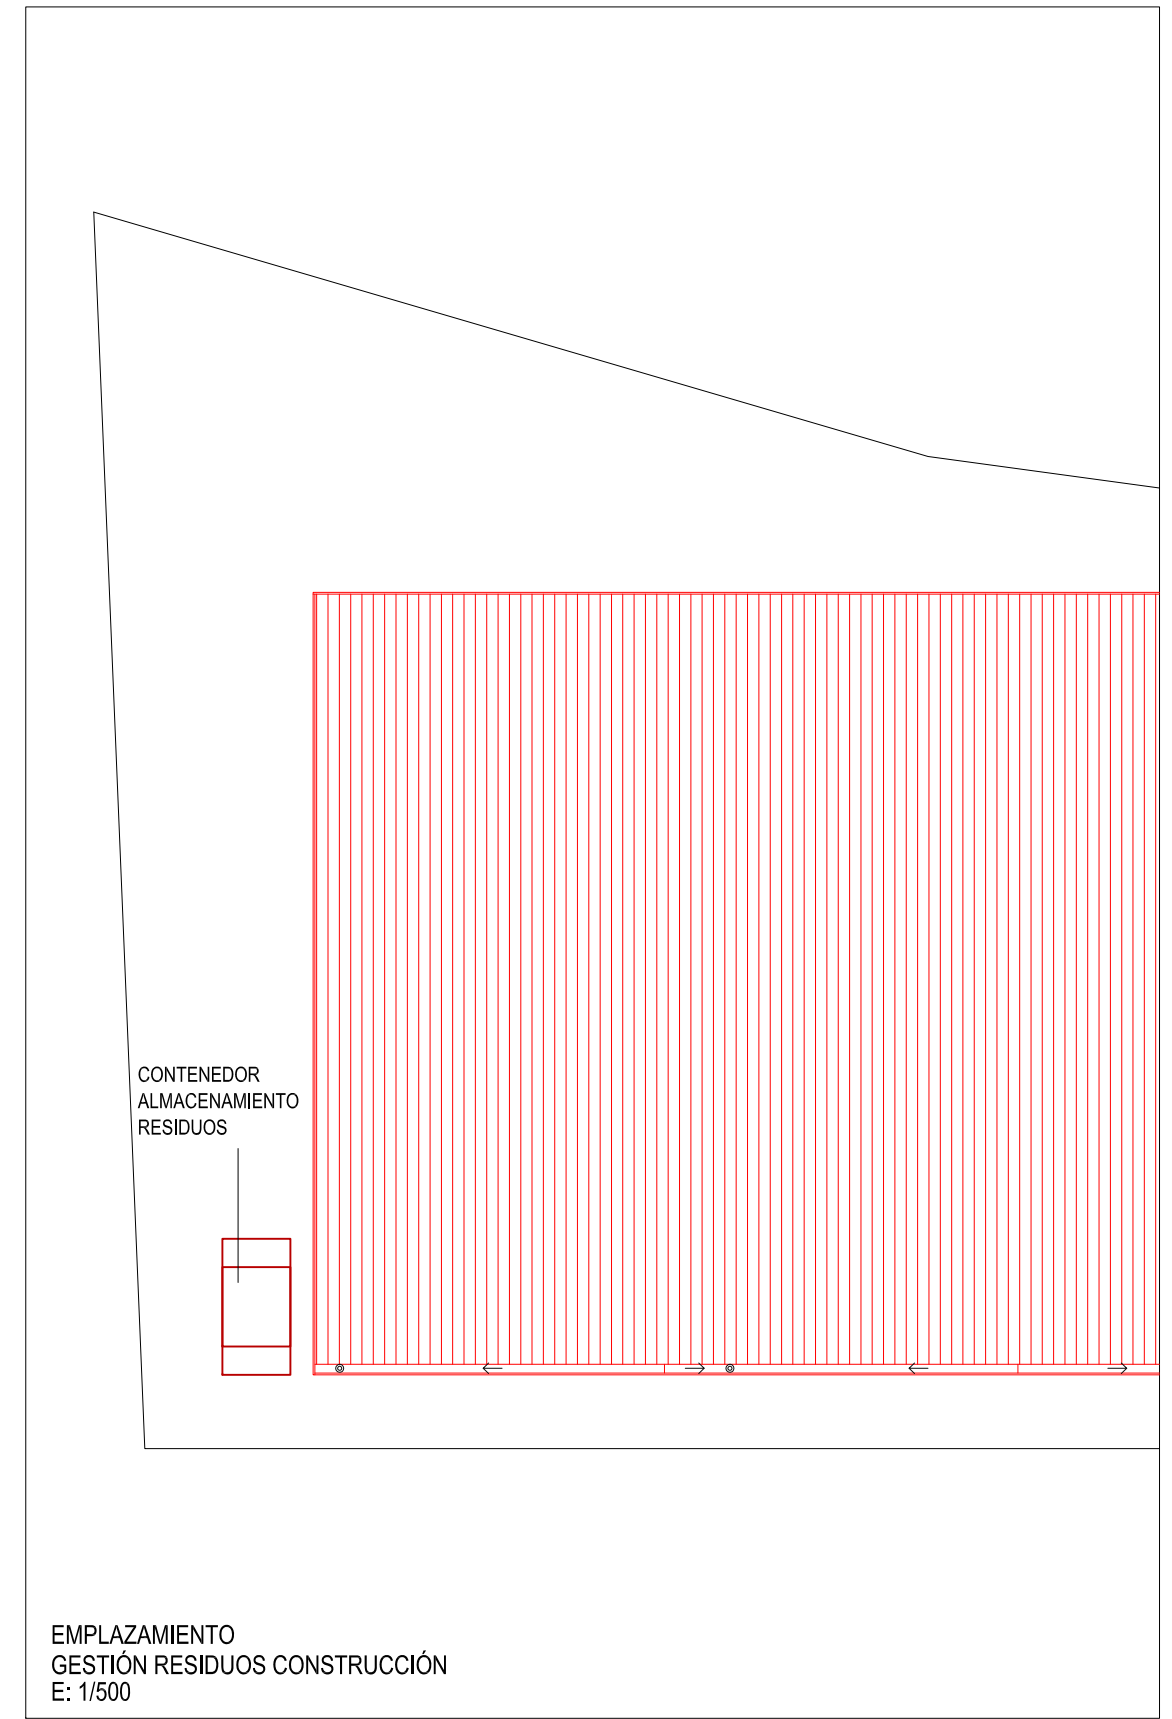 CONTENEDOR
ALMACENAMIENTO
RESIDUOS
EMPLAZAMIENTO
GESTIÓN RESIDUOS CONSTRUCCIÓN
E: 1/500